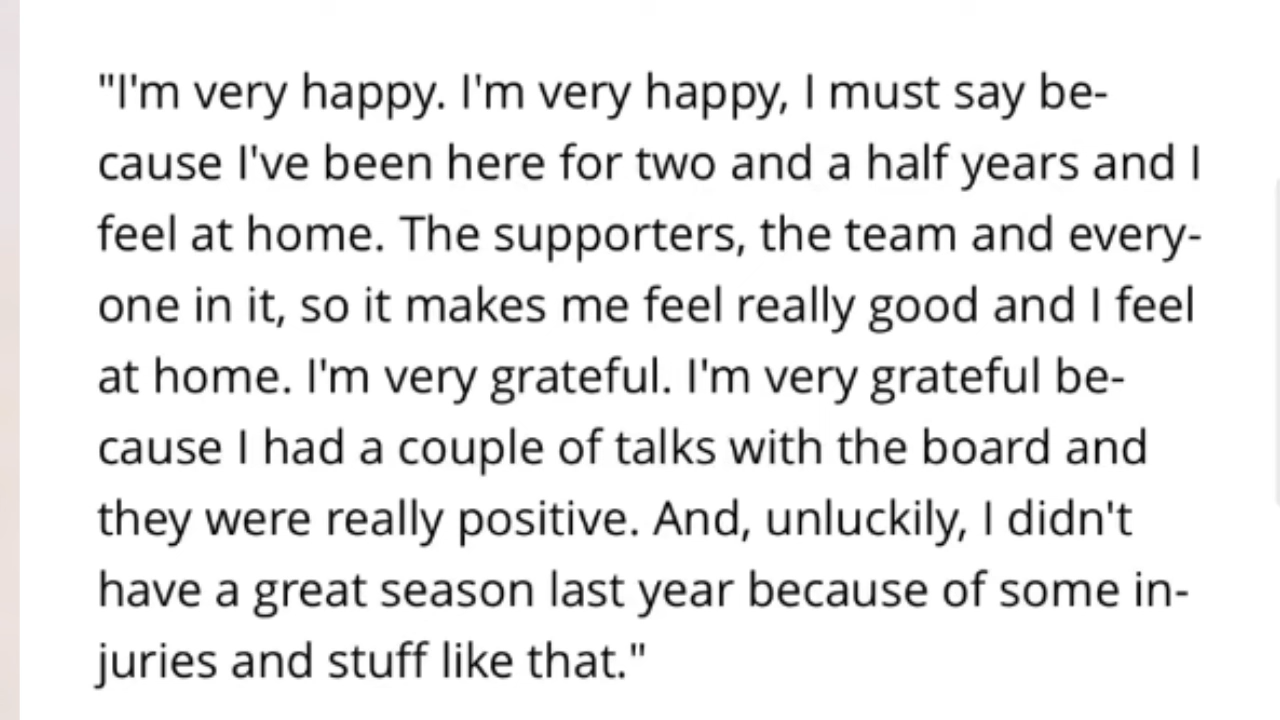 "I'm very happy. I'm very happy, I must say be-
cause I've been here for two and a half years and I
feel at home. The supporters, the team and every-
one in it, so it makes me feel really good and I feel
at home. I'm very grateful. I'm very grateful be-
cause I had a couple of talks with the board and
they were really positive. And, unluckily, I didn't
have a great season last year because of some in-
juries and stuff like that."